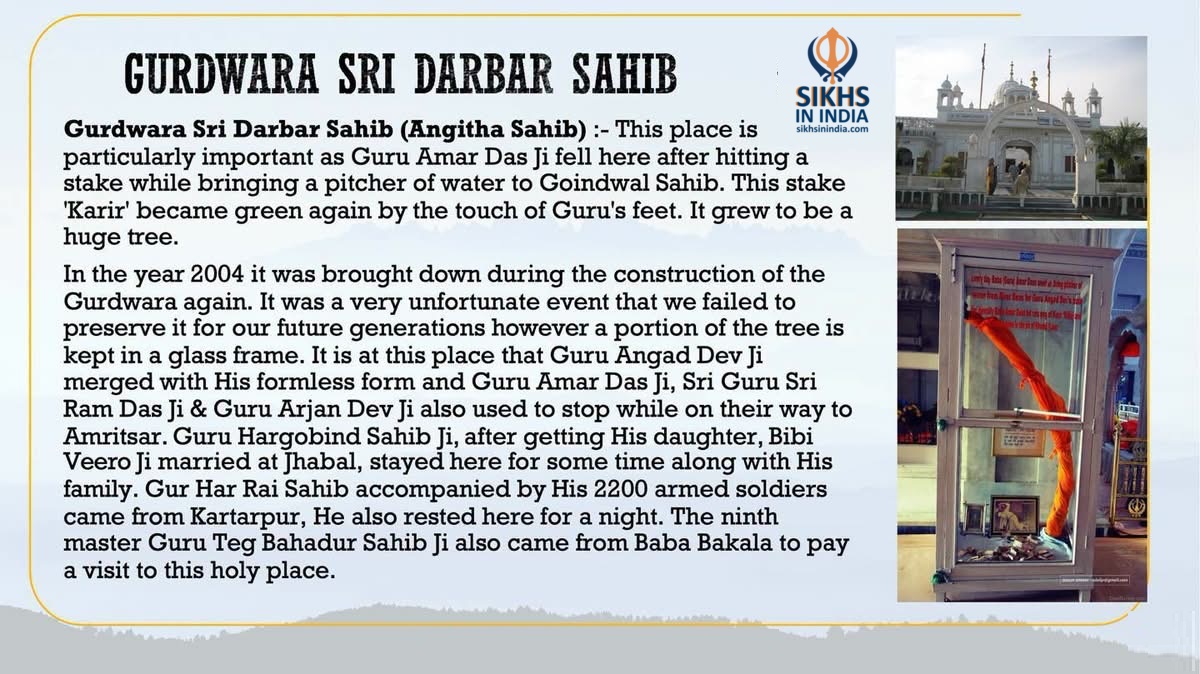 GURDWARA SRI DARBAR SAHIB
SIKHS
IN INDIA
sikhsinindia.com
Gurdwara Sri Darbar Sahib (Angitha Sahib) :- This place is
particularly important as Guru Amar Das Ji fell here after hitting a
stake while bringing a pitcher of water to Goindwal Sahib. This stake
'Karir' became green again by the touch of Guru's feet. It grew to be a
huge tree.
In the year 2004 it was brought down during the construction of the
Gurdwara again. It was a very unfortunate event that we failed to
preserve it for our future generations however a portion of the tree is
kept in a glass frame. It is at this place that Guru Angad Dev Ji
merged with His formless form and Guru Amar Das Ji, Sri Guru Sri
Ram Das Ji & Guru Arjan Dev Ji also used to stop while on their way to
Amritsar. Guru Hargobind Sahib Ji, after getting His daughter, Bibi
Veero Ji married at Jhabal, stayed here for some time along with His
family. Gur Har Rai Sahib accompanied by His 2200 armed soldiers
came from Kartarpur, He also rested here for a night. The ninth
master Guru Teg Bahadur Sahib Ji also came from Baba Bakala to pay
a visit to this holy place.